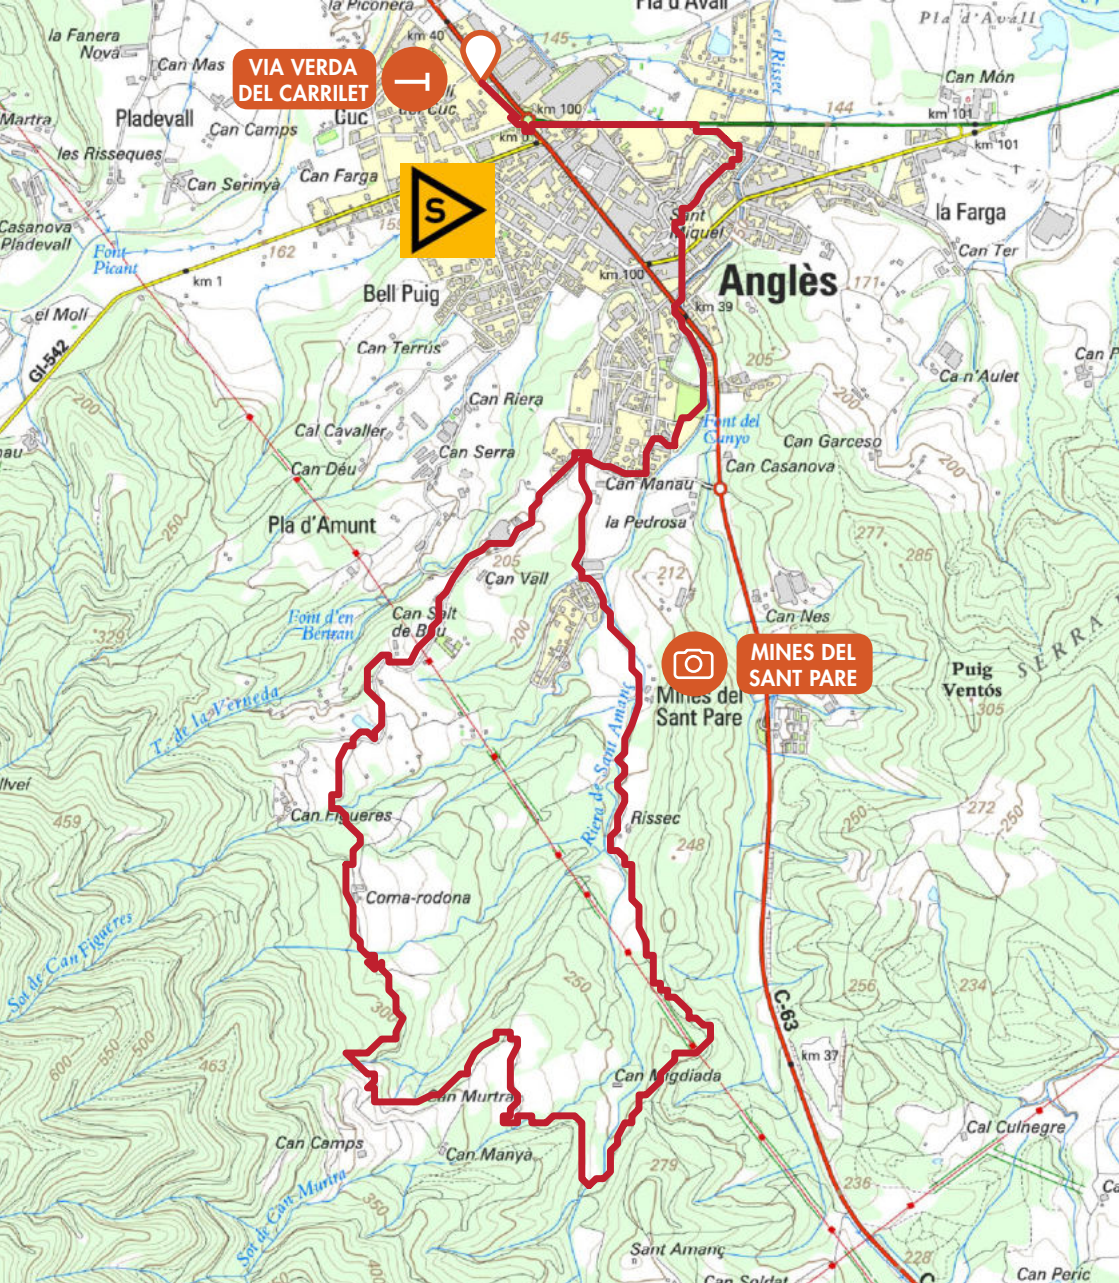 la Piconera
Pla d'Avall
Pla d'Avall
la Fanera
Nova
km 40
145
el Rissec
Can Mas
VIA VERDA
DEL CARRILET
Can Món
Pladevall
Can Camps
Cuc
del Cuc
km 100
144
km 101
Martra
les Risseques
km 0
km 101
Can Serinyà
Can Farga
S
Sant
Miquel
la Farga
Casanova
Pladevall
Font
Picant
162
Can Ter
km 1
km 100
Anglès
171
Bell Puig
km 39
el Molí
Can Terrús
205
GI-542
Ca n'Aulet
200
Can Riera
200
Cal Cavaller
Font del
Canyo
Can Garceso
Can Serra
Can Déu
Can Casanova
200
Can Manau
Pla d'Amunt
la Pedrosa
250
277
285
205
Can Vall
212
Font d'en
Bertran
Can Salt
de Bou
200
Can Nes
329
SERRA
MINES DEL
SANT PARE
Puig
Ventós
305
Mines del
Sant Pare
T. de la Verneda
Riera de Sant Amanç
459
Can Figueres
Rissec
272
250
250
248
Coma-rodona
Sot de Can Figueres
250
256
234
300
C-63
600
550
500
463
km 37
Can Migdiada
Can Murtra
Can Camps
Cal Culnegre
Can Manyà
279
236
Sot de Can Murtra
350
Sant Amanç
228
Can Soldat
Can Peric